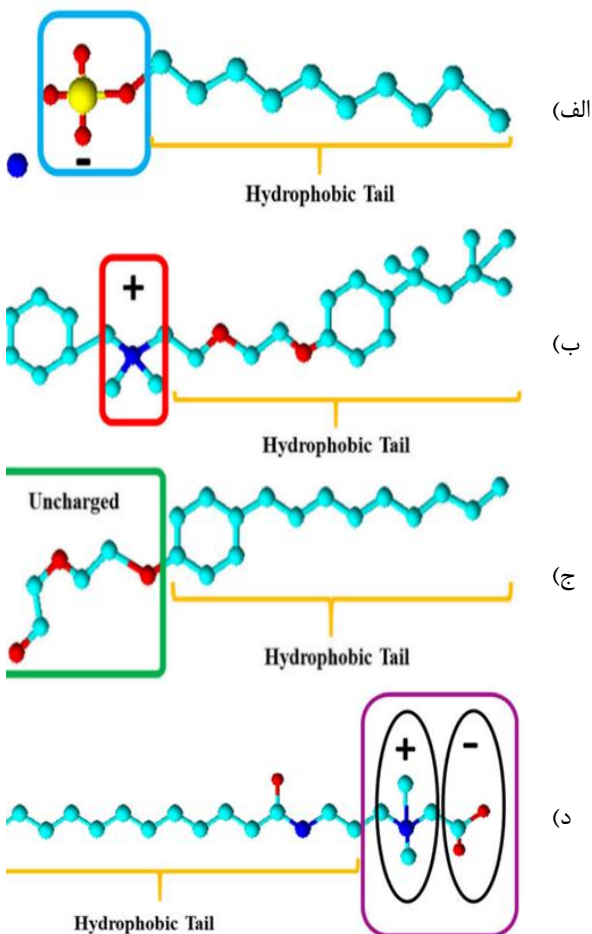 الف)
-
Hydrophobic Tail
+
ب)
Hydrophobic Tail
Uncharged
ج)
Hydrophobic Tail
+ -
د)
Hydrophobic Tail